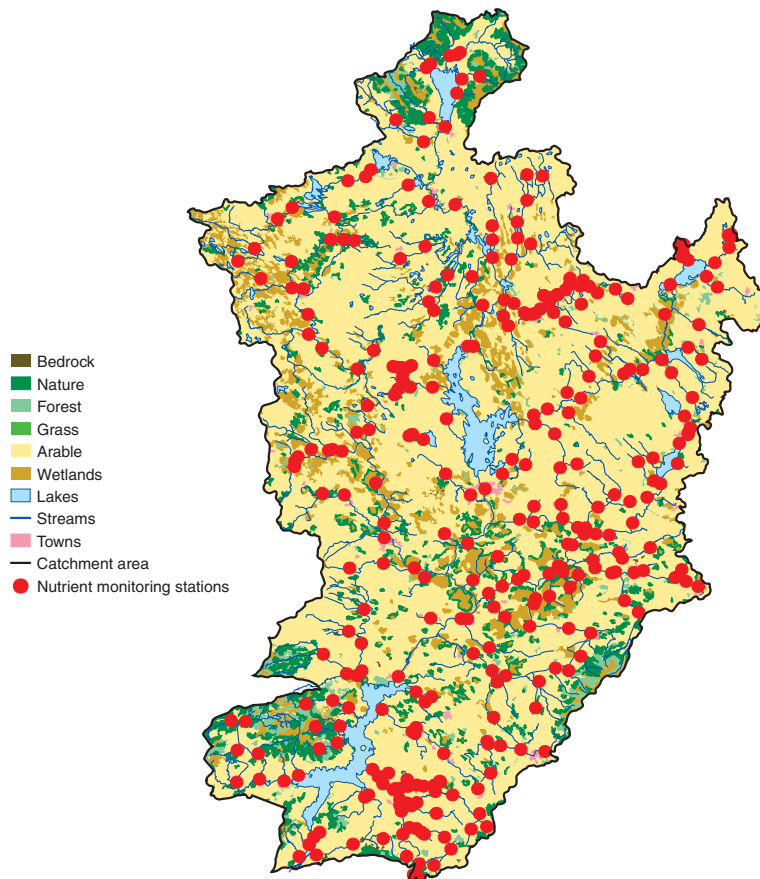 Bedrock
Nature
Forest
Grass
Arable
Wetlands
Lakes
Streams
Towns
Catchment area
Nutrient monitoring stations